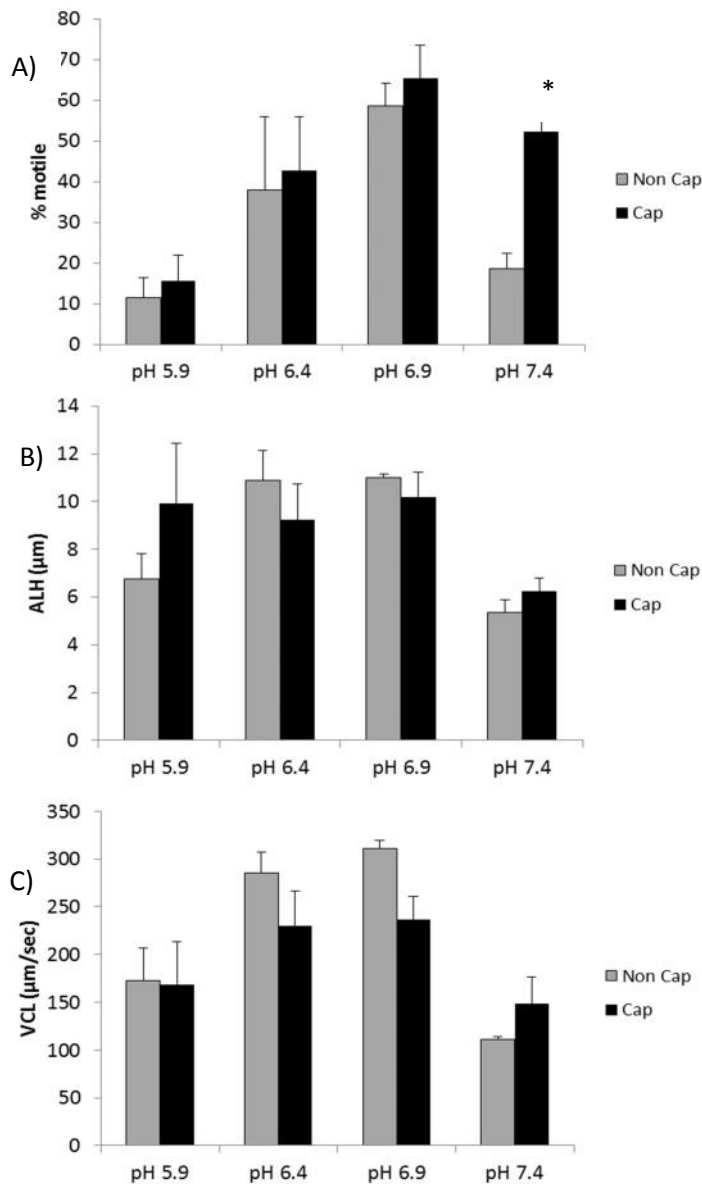 A)
% motile
80
70
60
50
40
30
20
10
0
*
pH 5.9 pH 6.4 pH 6.9 pH 7.4
Non Cap
Cap
B)
ALH (µm)
14
12
10
8
6
4
2
0
pH 5.9 pH 6.4 pH 6.9 pH 7.4
Non Cap
Cap
C)
VCL (µm/sec)
350
300
250
200
150
100
50
0
pH 5.9 pH 6.4 pH 6.9 pH 7.4
Non Cap
Cap